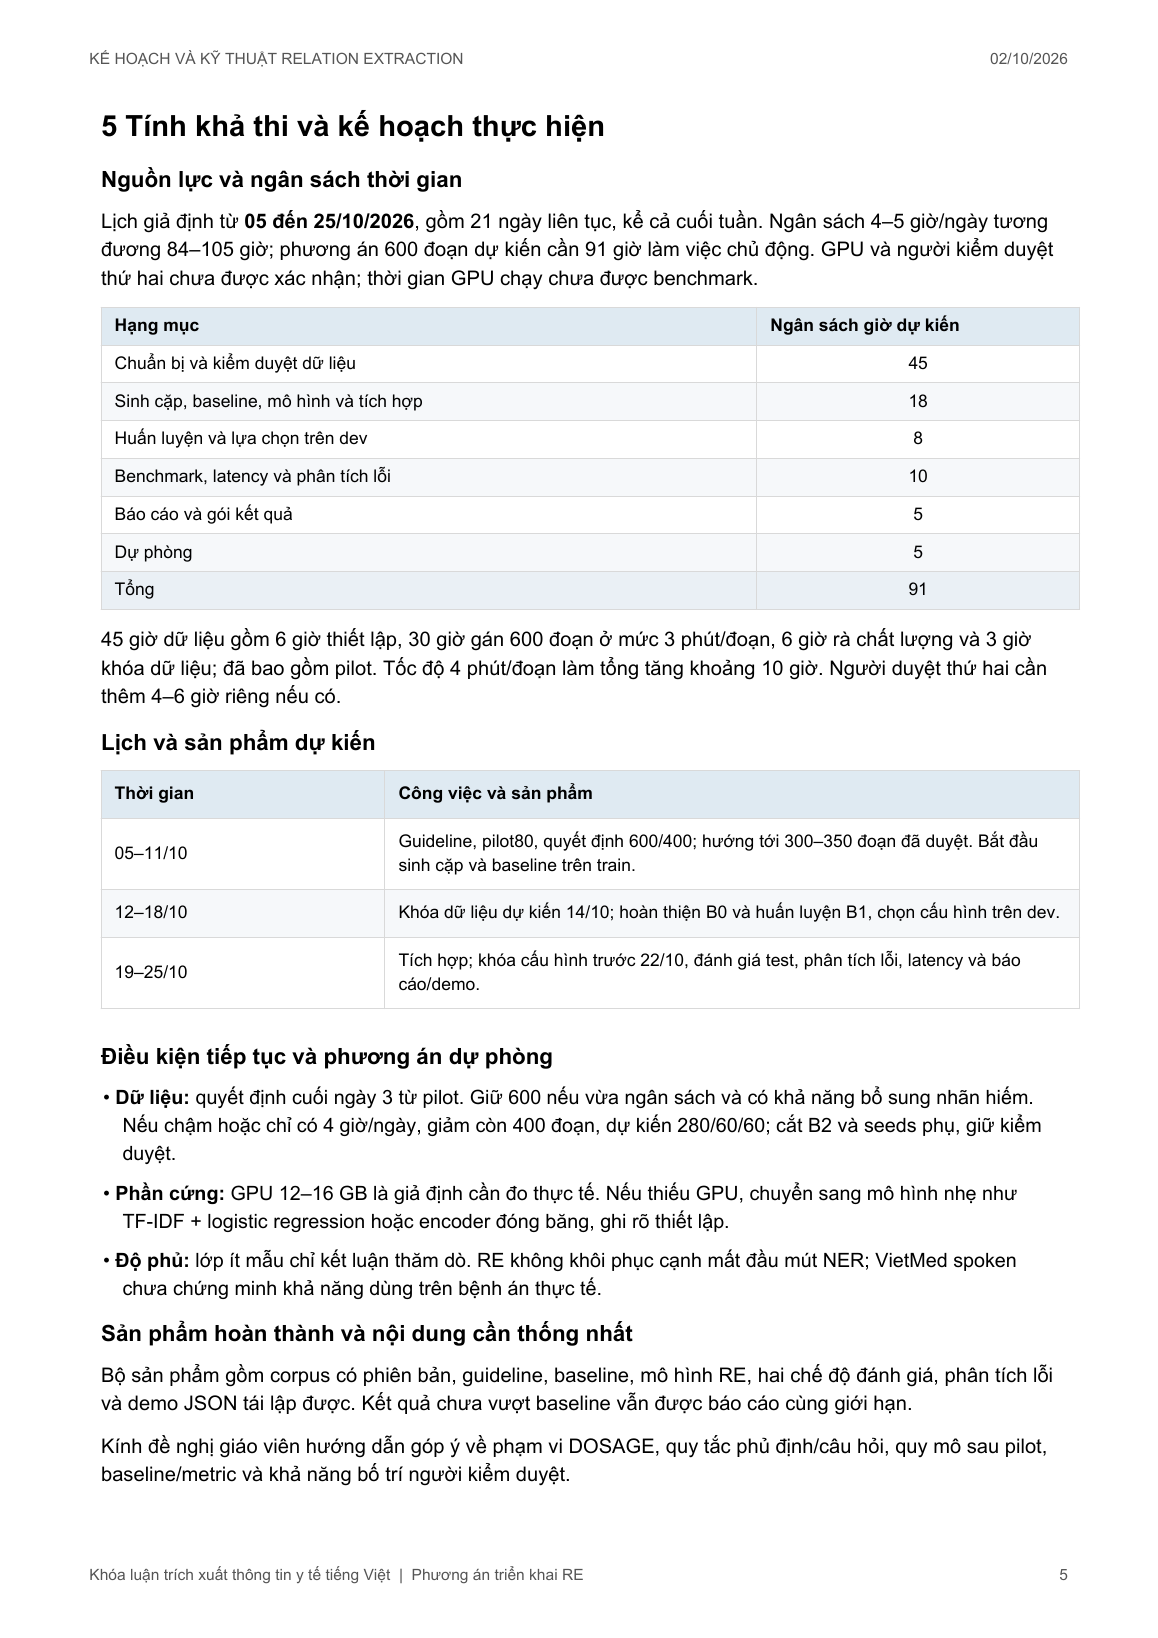 KẾ HOẠCH VÀ KỸ THUẬT RELATION EXTRACTION 02/10/2026
5 Tính khả thi và kế hoạch thực hiện
Nguồn lực và ngân sách thời gian
Lịch giả định từ 05 đến 25/10/2026, gồm 21 ngày liên tục, kể cả cuối tuần. Ngân sách 4–5 giờ/ngày tương
đương 84–105 giờ; phương án 600 đoạn dự kiến cần 91 giờ làm việc chủ động. GPU và người kiểm duyệt
thứ hai chưa được xác nhận; thời gian GPU chạy chưa được benchmark.
Hạng mục Ngân sách giờ dự kiến
Chuẩn bị và kiểm duyệt dữ liệu 45
Sinh cặp, baseline, mô hình và tích hợp 18
Huấn luyện và lựa chọn trên dev 8
Benchmark, latency và phân tích lỗi 10
Báo cáo và gói kết quả 5
Dự phòng 5
Tổng 91
45 giờ dữ liệu gồm 6 giờ thiết lập, 30 giờ gán 600 đoạn ở mức 3 phút/đoạn, 6 giờ rà chất lượng và 3 giờ
khóa dữ liệu; đã bao gồm pilot. Tốc độ 4 phút/đoạn làm tổng tăng khoảng 10 giờ. Người duyệt thứ hai cần
thêm 4–6 giờ riêng nếu có.
Lịch và sản phẩm dự kiến
Thời gian Công việc và sản phẩm
05–11/10 Guideline, pilot80, quyết định 600/400; hướng tới 300–350 đoạn đã duyệt. Bắt đầu
sinh cặp và baseline trên train.
12–18/10 Khóa dữ liệu dự kiến 14/10; hoàn thiện B0 và huấn luyện B1, chọn cấu hình trên dev.
19–25/10 Tích hợp; khóa cấu hình trước 22/10, đánh giá test, phân tích lỗi, latency và báo
cáo/demo.
Điều kiện tiếp tục và phương án dự phòng
• Dữ liệu: quyết định cuối ngày 3 từ pilot. Giữ 600 nếu vừa ngân sách và có khả năng bổ sung nhãn hiếm.
Nếu chậm hoặc chỉ có 4 giờ/ngày, giảm còn 400 đoạn, dự kiến 280/60/60; cắt B2 và seeds phụ, giữ kiểm
duyệt.
• Phần cứng: GPU 12–16 GB là giả định cần đo thực tế. Nếu thiếu GPU, chuyển sang mô hình nhẹ như
TF-IDF + logistic regression hoặc encoder đóng băng, ghi rõ thiết lập.
• Độ phủ: lớp ít mẫu chỉ kết luận thăm dò. RE không khôi phục cạnh mất đầu mút NER; VietMed spoken
chưa chứng minh khả năng dùng trên bệnh án thực tế.
Sản phẩm hoàn thành và nội dung cần thống nhất
Bộ sản phẩm gồm corpus có phiên bản, guideline, baseline, mô hình RE, hai chế độ đánh giá, phân tích lỗi
và demo JSON tái lập được. Kết quả chưa vượt baseline vẫn được báo cáo cùng giới hạn.
Kính đề nghị giáo viên hướng dẫn góp ý về phạm vi DOSAGE, quy tắc phủ định/câu hỏi, quy mô sau pilot,
baseline/metric và khả năng bố trí người kiểm duyệt.
Khóa luận trích xuất thông tin y tế tiếng Việt | Phương án triển khai RE 5